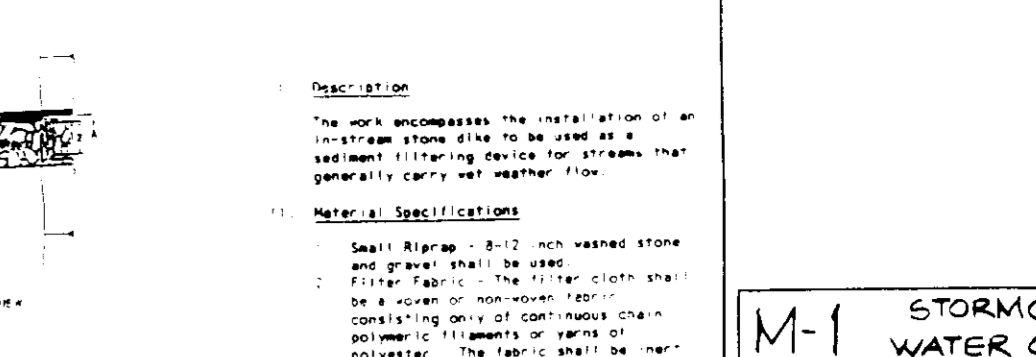 Description
The work encompasses the installation of an
in-stream stone dike to be used as a
sediment filtering device for streams that
generally carry wet weather flow.
II. Material Specifications
Small Riprap - 8-12 inch washed stone
and gravel shall be used.
2 Filter Fabric - The filter cloth shall
be a woven or non-woven fabric
consisting only of continuous chain
polymeric filaments or yarns of
polyester. The fabric shall be inert
A
M-1
STORM
WATER